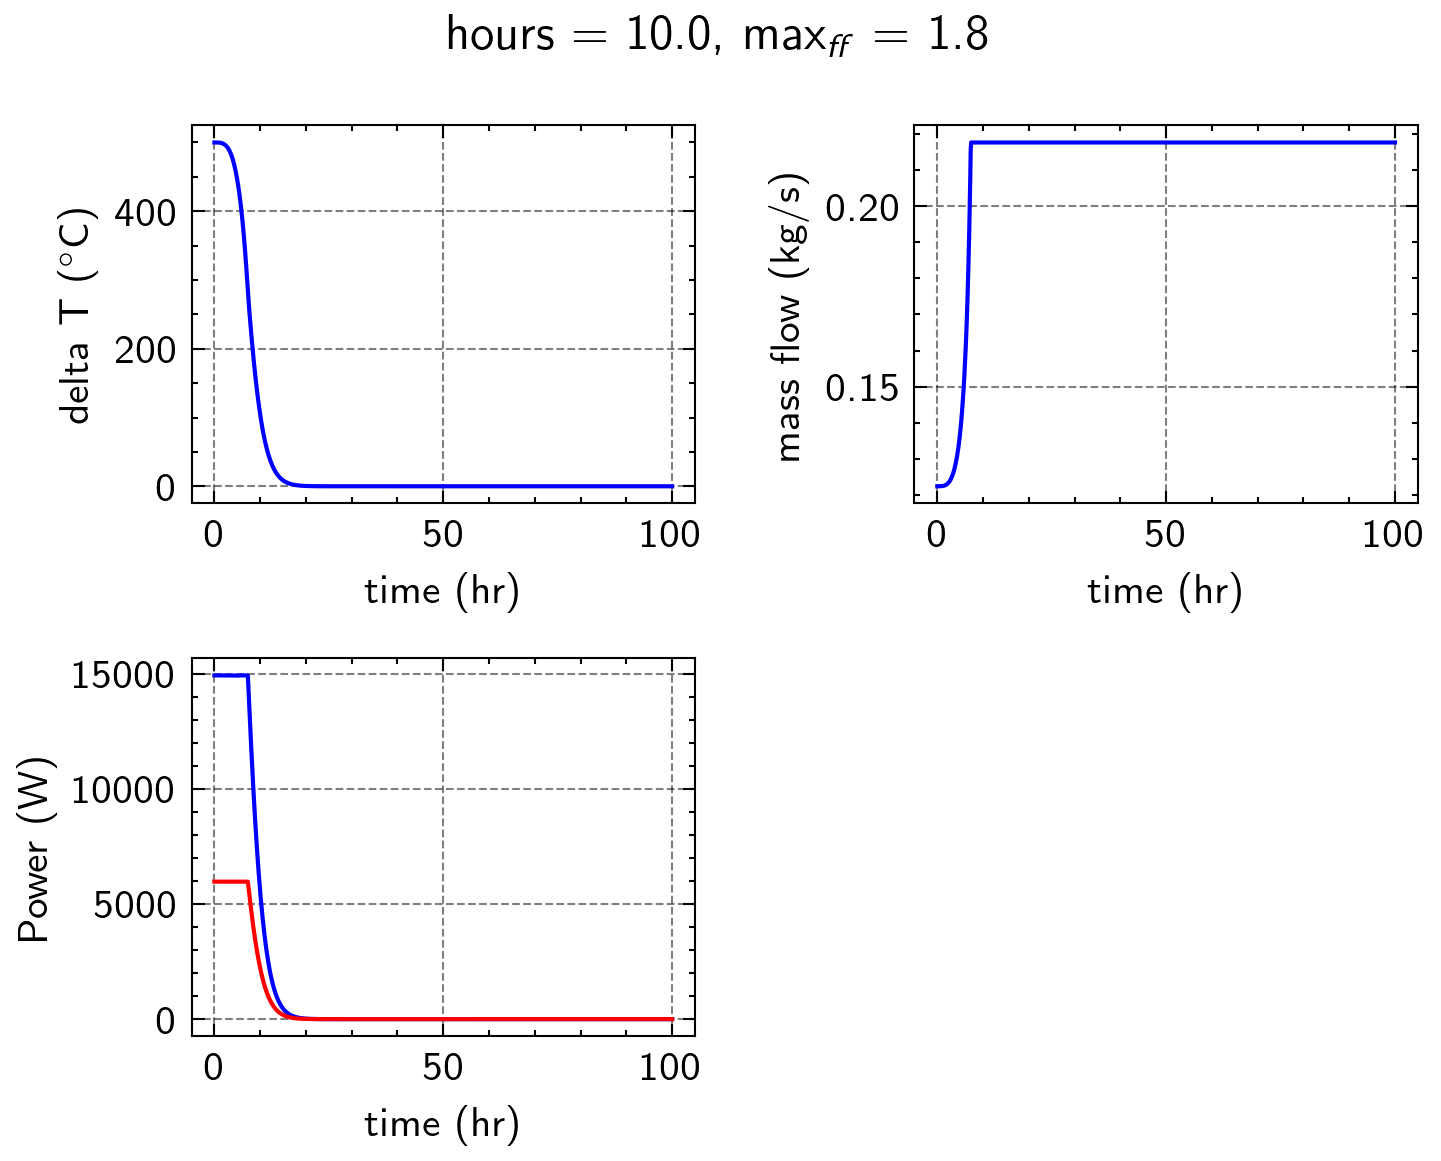 hours = 10.0, max_ff = 1.8
delta T (°C)
400
200
0
0 50 100
time (hr)
mass flow (kg/s)
0.20
0.15
0 50 100
time (hr)
Power (W)
15000
10000
5000
0
0 50 100
time (hr)